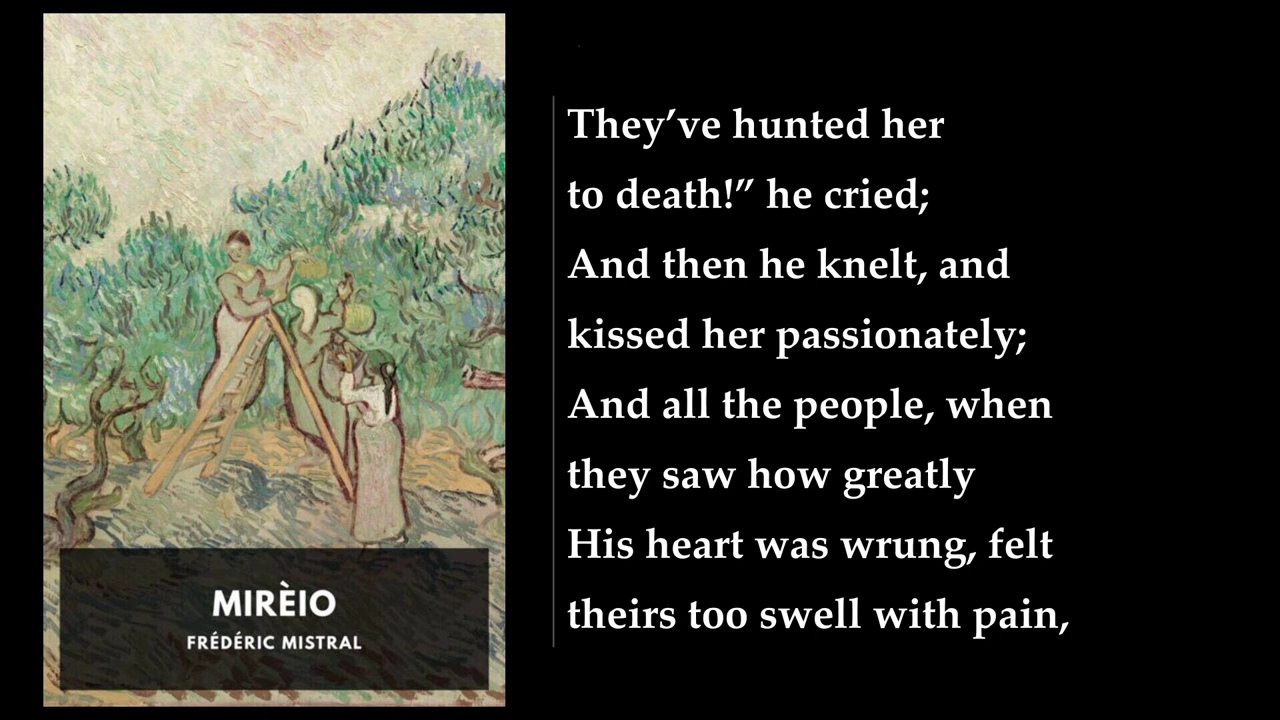 MIRÈIO
FRÉDÉRIC MISTRAL
They’ve hunted her
to death!” he cried;
And then he knelt, and
kissed her passionately;
And all the people, when
they saw how greatly
His heart was wrung, felt
theirs too swell with pain,